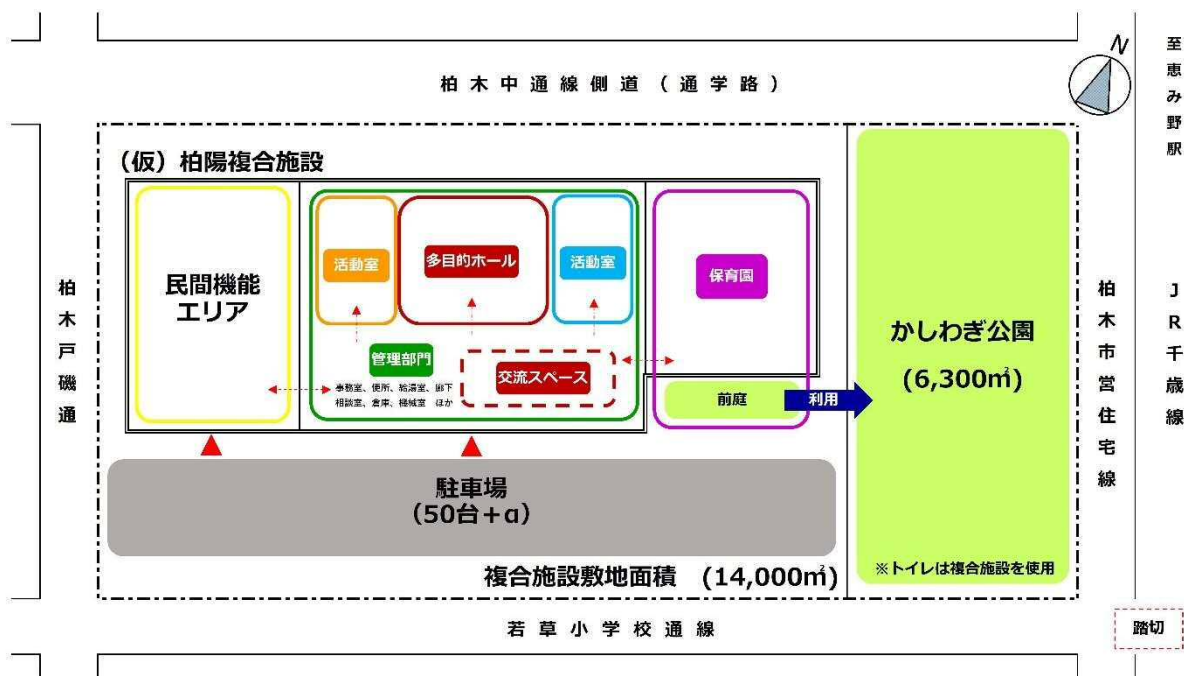 柏木中通線側道（通学路）
N
至恵み野駅
（仮）柏陽複合施設
活動室
多目的ホール
活動室
保育園
民間機能
エリア
柏木戸磯通
管理部門
事務室、便所、給湯室、廊下
相談室、倉庫、機械室 ほか
交流スペース
前庭
利用
かしわぎ公園
(6,300㎡)
柏木市営住宅線
JR千歳線
駐車場
（50台＋α）
※トイレは複合施設を使用
複合施設敷地面積 (14,000㎡)
若草小学校通線
踏切